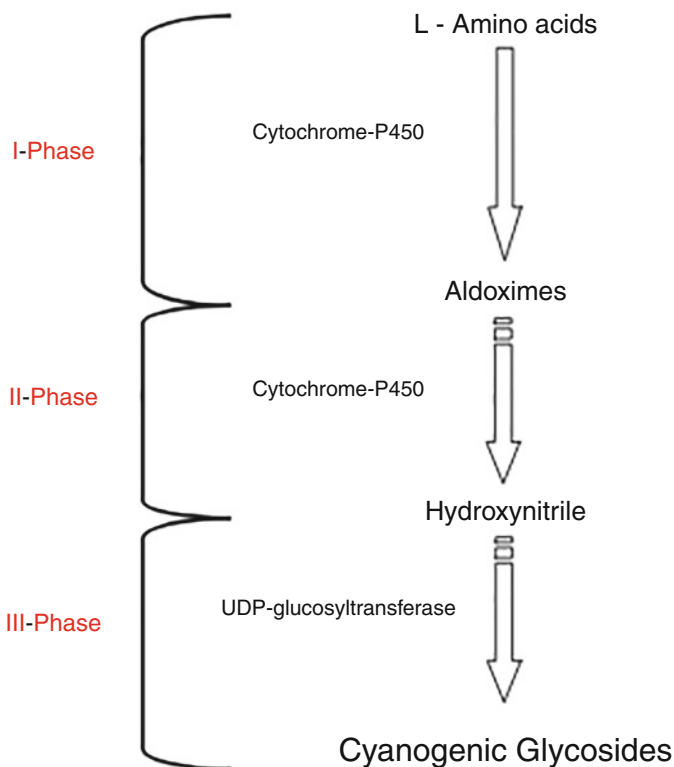 L - Amino acids
Cytochrome-P450
I-Phase
Aldoximes
Cytochrome-P450
II-Phase
Hydroxynitrile
UDP-glucosyltransferase
III-Phase
Cyanogenic Glycosides